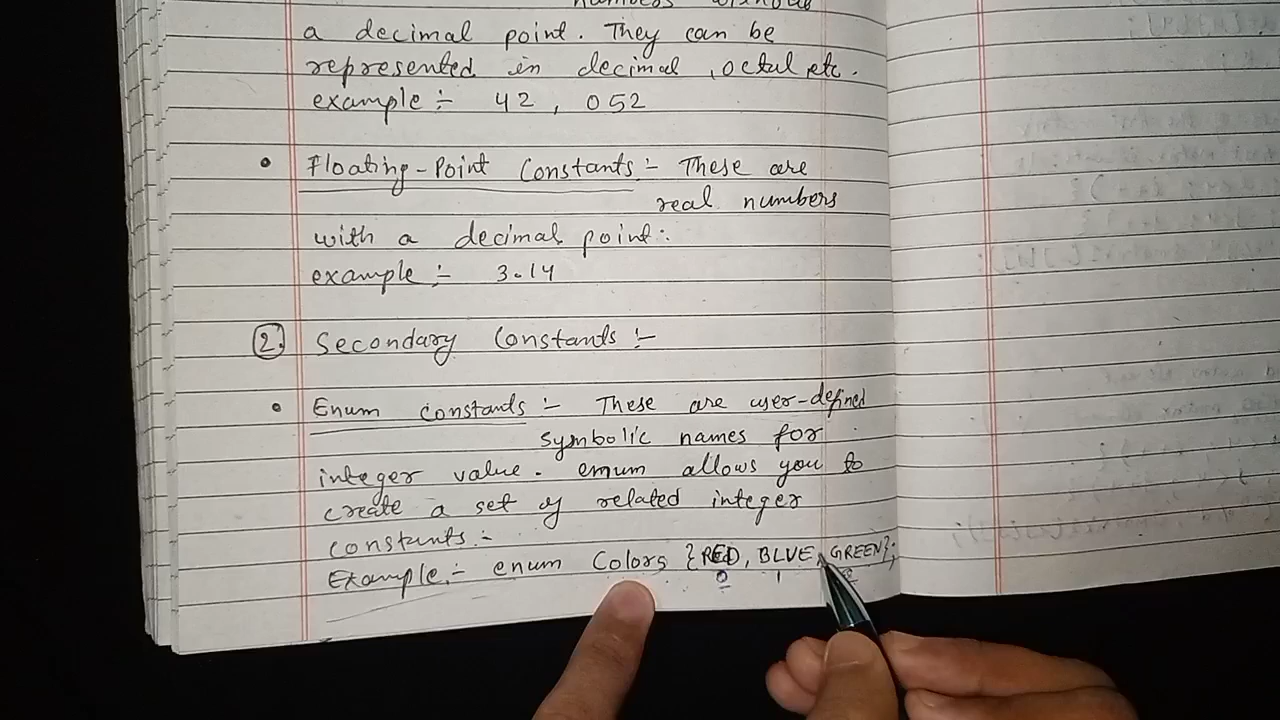 a decimal point. They can be
represented in decimal, octal etc.
example :- 42, 052
• Floating-Point Constants :- These are
real numbers
with a decimal point :
example :- 3.14
2. Secondary Constants :-
• Enum constants :- These are user-defined
symbolic names for
integer value. enum allows you to
create a set of related integer
constants. -
Example :- enum Colors {RED, BLUE, GREEN};
0 1